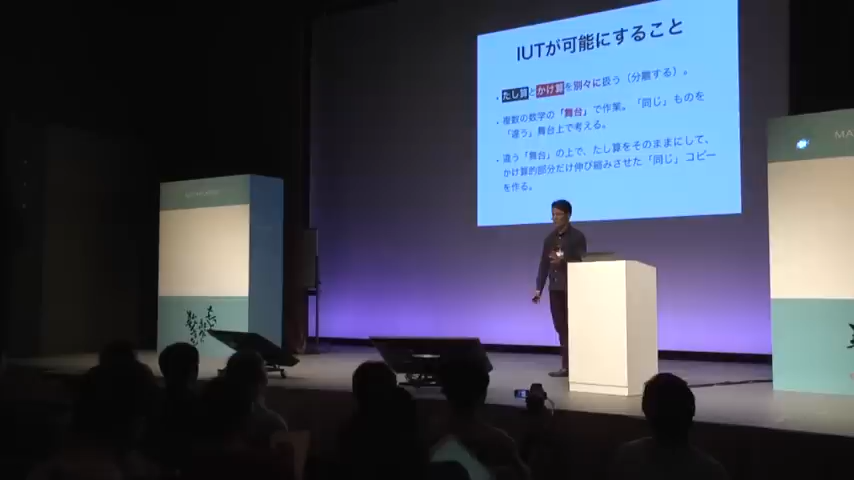 IUTが可能にすること
・たし算とかけ算を別々に扱う（分離する）。
・複数の数学の「舞台」で作業。「同じ」ものを
「違う」舞台上で考える。
・違う「舞台」の上で、たし算をそのままにして、
かけ算的部分だけ伸び縮みさせた「同じ」コピー
を作る。